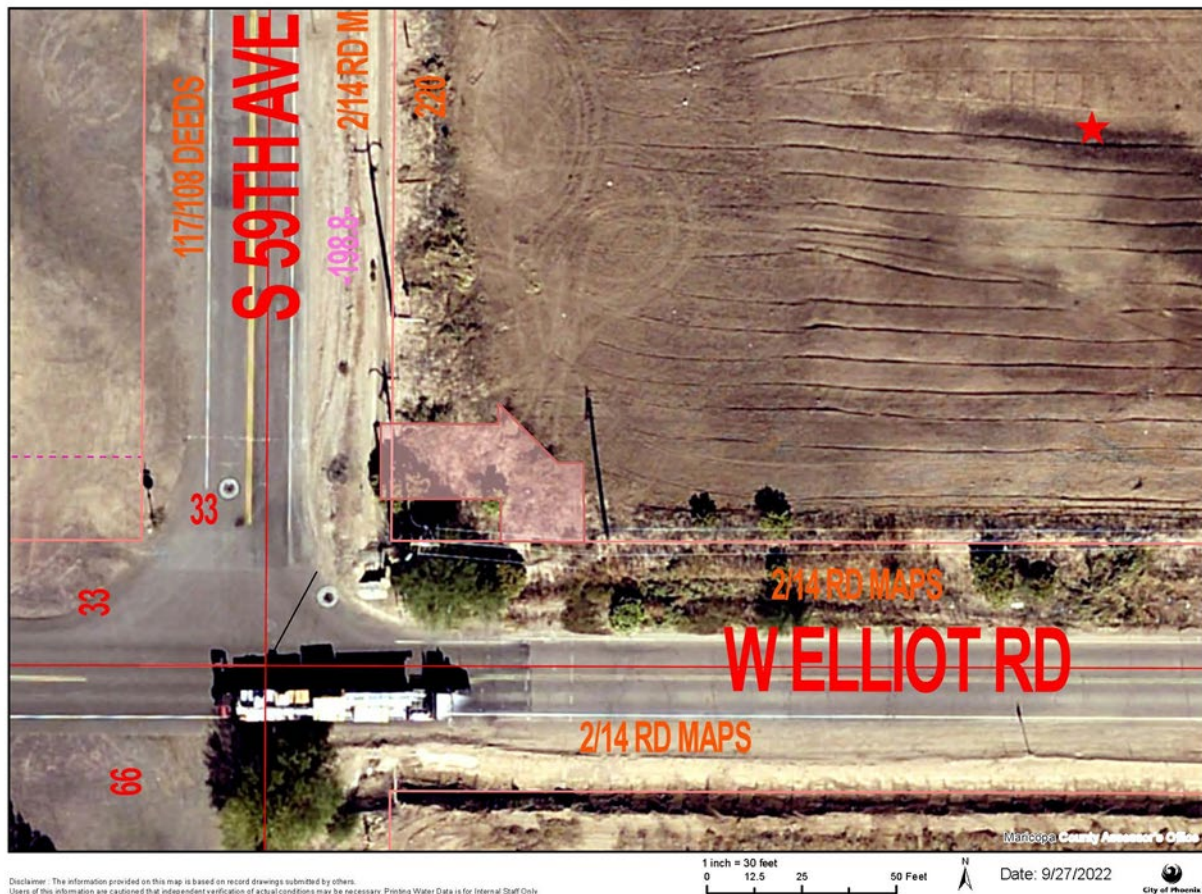 117/108 DEEDS
S 59TH AVE
2/14 RD M
220
-198.8-
33
33
2/14 RD MAPS
W ELLIOT RD
2/14 RD MAPS
66
Maricopa County Assessor's Office
Disclaimer : The information provided on this map is based on record drawings submitted by others.
Users of this information are cautioned that independent verification of actual conditions may be necessary. Printing Water Data is for Internal Staff Only
1 inch = 30 feet
0 12.5 25 50 Feet
N
Date: 9/27/2022
City of Phoenix